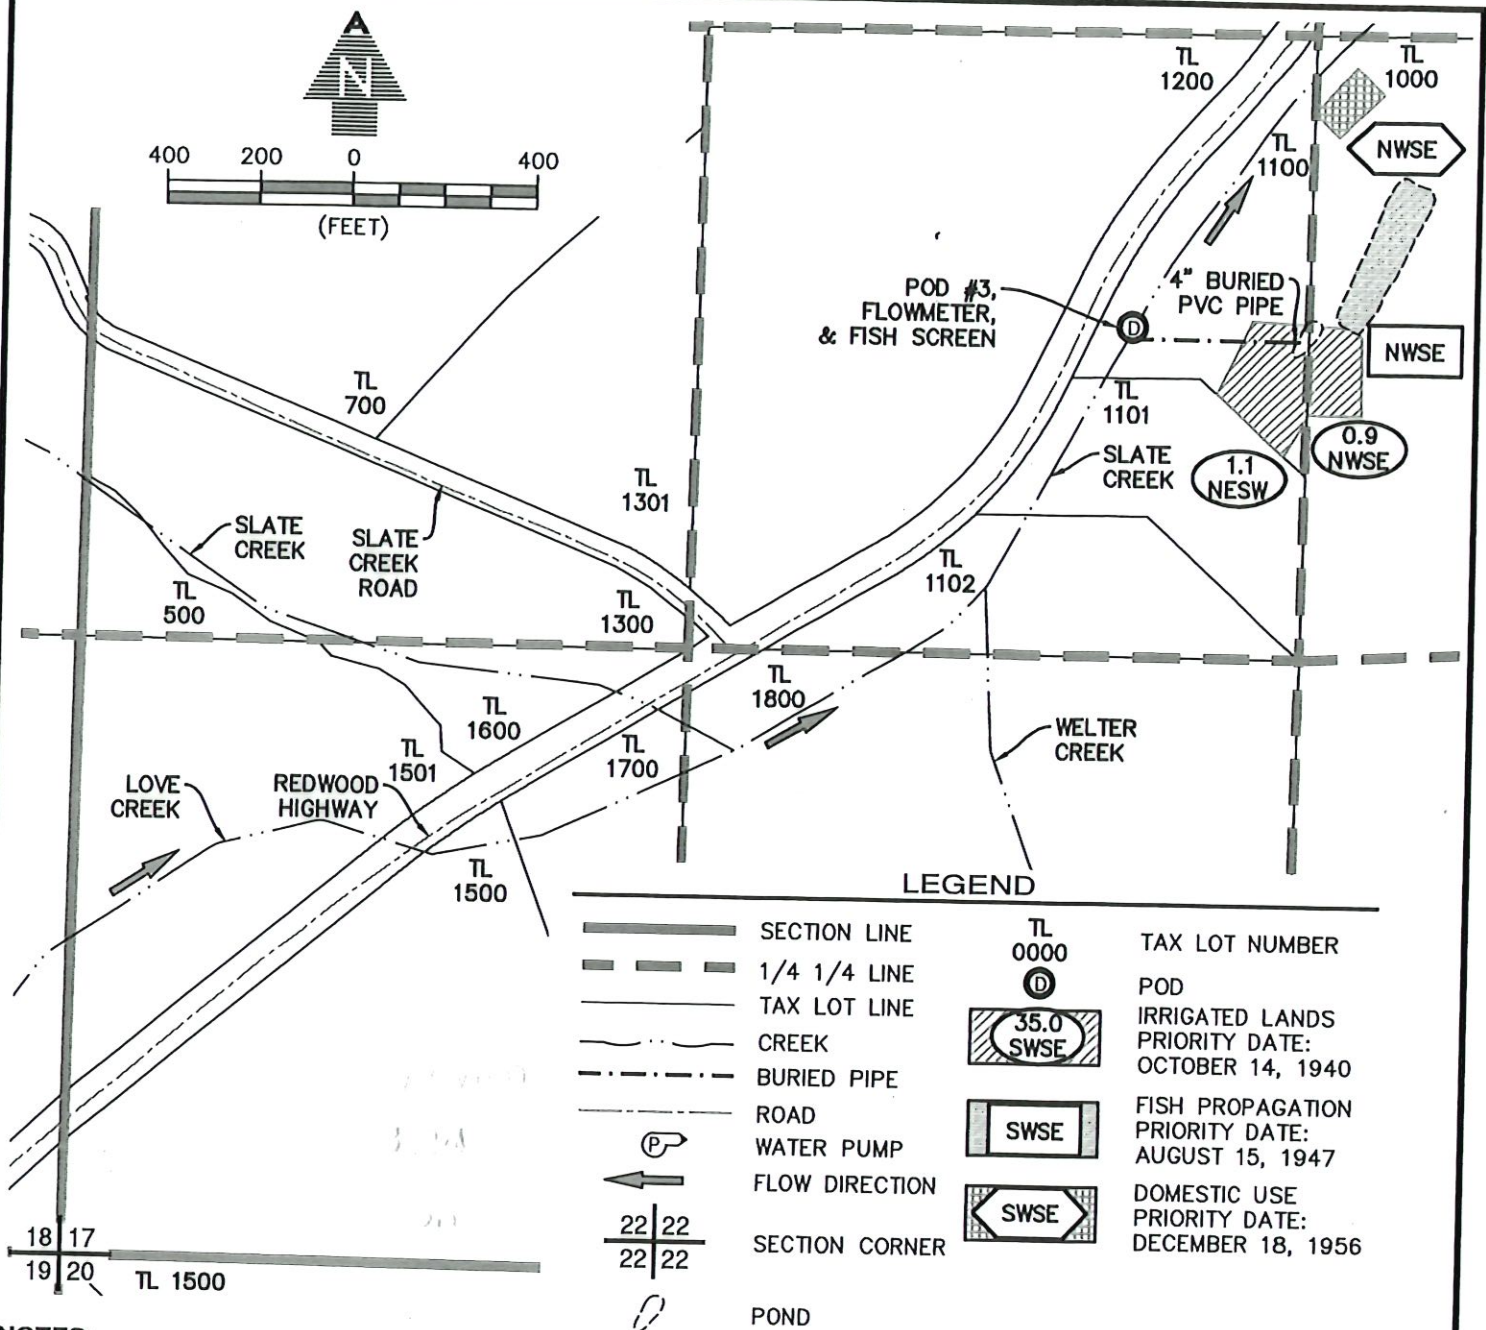 N
400 200 0 400
(FEET)
TL
1200
TL
1000
NWSE
TL
1100
POD #3,
FLOWMETER,
& FISH SCREEN
4" BURIED
PVC PIPE
D
NWSE
TL
700
TL
1101
SLATE
CREEK
0.9
NWSE
1.1
NESW
TL
1301
SLATE
CREEK
SLATE
CREEK
ROAD
TL
500
TL
1300
TL
1102
TL
1800
TL
1600
TL
1501
TL
1700
WELTER
CREEK
LOVE
CREEK
REDWOOD
HIGHWAY
TL
1500
18 17
19 20
TL 1500
LEGEND
SECTION LINE
1/4 1/4 LINE
TAX LOT LINE
CREEK
BURIED PIPE
ROAD
P
WATER PUMP
FLOW DIRECTION
22 22
22 22
SECTION CORNER
POND
TL
0000
TAX LOT NUMBER
D
POD
35.0
SWSE
IRRIGATED LANDS
PRIORITY DATE:
OCTOBER 14, 1940
SWSE
FISH PROPAGATION
PRIORITY DATE:
AUGUST 15, 1947
SWSE
DOMESTIC USE
PRIORITY DATE:
DECEMBER 18, 1956